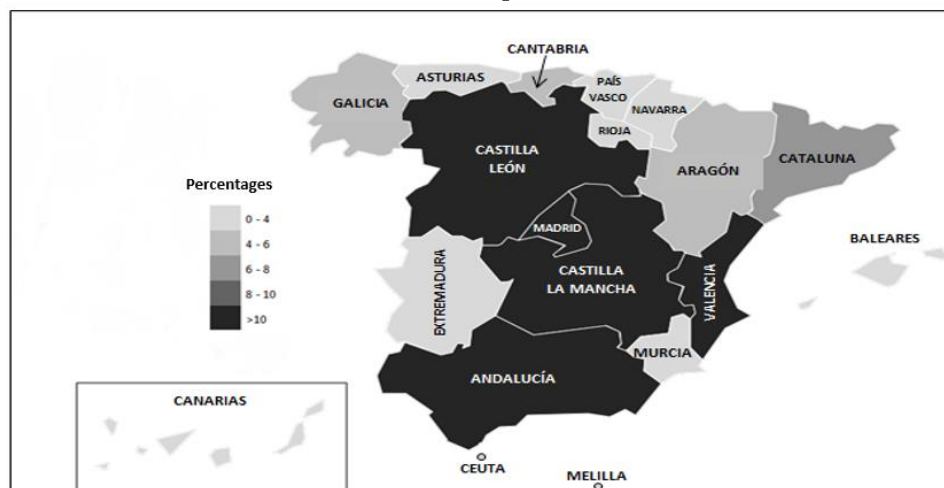 CANTABRIA
ASTURIAS
PAÍS
VASCO
GALICIA
NAVARRA
RIOJA
CASTILLA
LEÓN
ARAGÓN
CATALUNA
Percentages
0 - 4
4 - 6
6 - 8
8 - 10
>10
MADRID
BALEARES
CASTILLA
LA MANCHA
VALENCIA
EXTREMADURA
MURCIA
ANDALUCÍA
CANARIAS
CEUTA
MELILLA